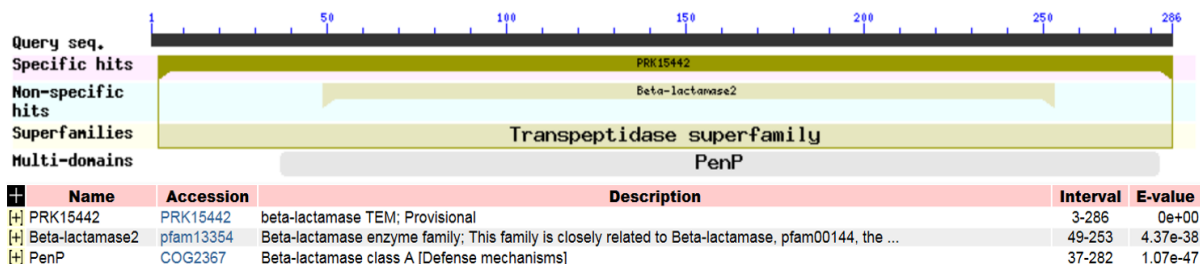 1 50 100 150 200 250 286
Query seq.
Specific hits PRK15442
Non-specific hits Beta-lactamase2
Superfamilies Transpeptidase superfamily
Multi-domains PenP
+ Name Accession Description Interval E-value
[+] PRK15442 PRK15442 beta-lactamase TEM; Provisional 3-286 0e+00
[+] Beta-lactamase2 pfam13354 Beta-lactamase enzyme family; This family is closely related to Beta-lactamase, pfam00144, the ... 49-253 4.37e-38
[+] PenP COG2367 Beta-lactamase class A [Defense mechanisms] 37-282 1.07e-47